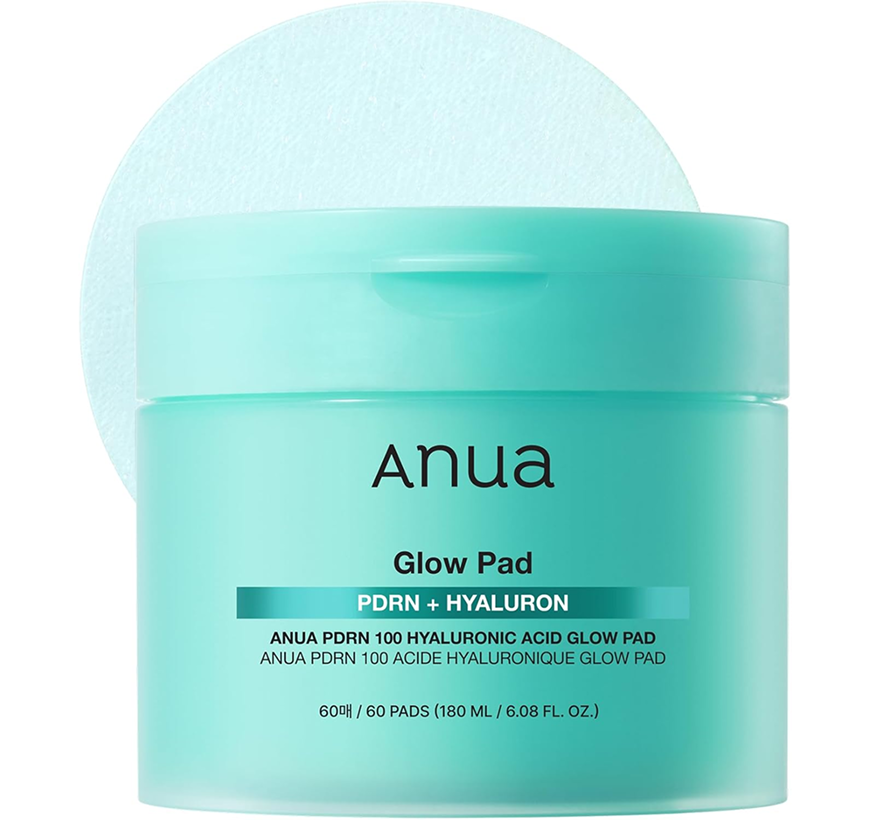 Anua
Glow Pad
PDRN + HYALURON
ANUA PDRN 100 HYALURONIC ACID GLOW PAD
ANUA PDRN 100 ACIDE HYALURONIQUE GLOW PAD
60매 / 60 PADS (180 ML / 6.08 FL. OZ.)